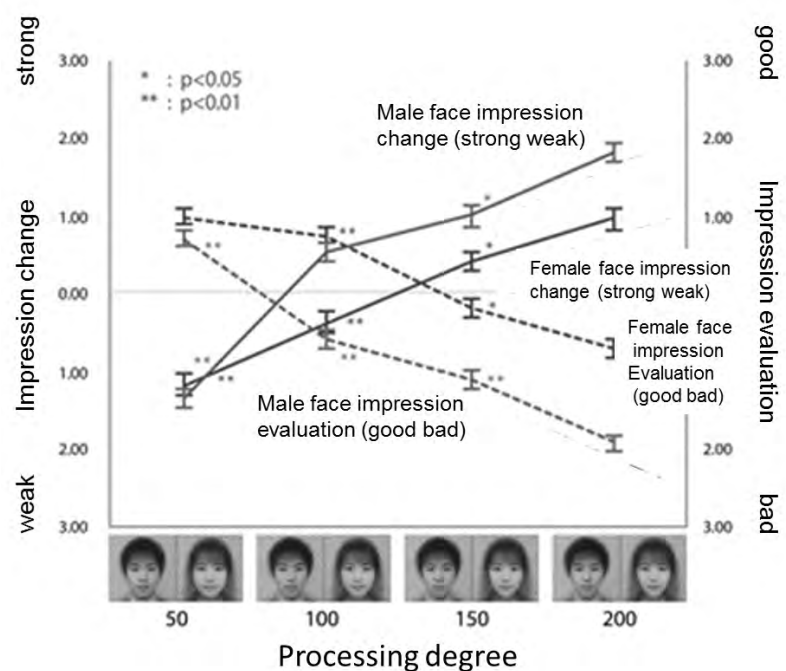 strong
good
3.00
3.00
* : p<0.05
** : p<0.01
Male face impression
change (strong weak)
2.00
2.00
*
Impression change
Impression evaluation
1.00
1.00
**
**
*
Female face impression
change (strong weak)
0.00
0.00
*
**
Female face
impression
Evaluation
(good bad)
**
**
**
**
1.00
Male face impression
evaluation (good bad)
2.00
2.00
weak
bad
3.00
3.00
50
100
150
200
Processing degree